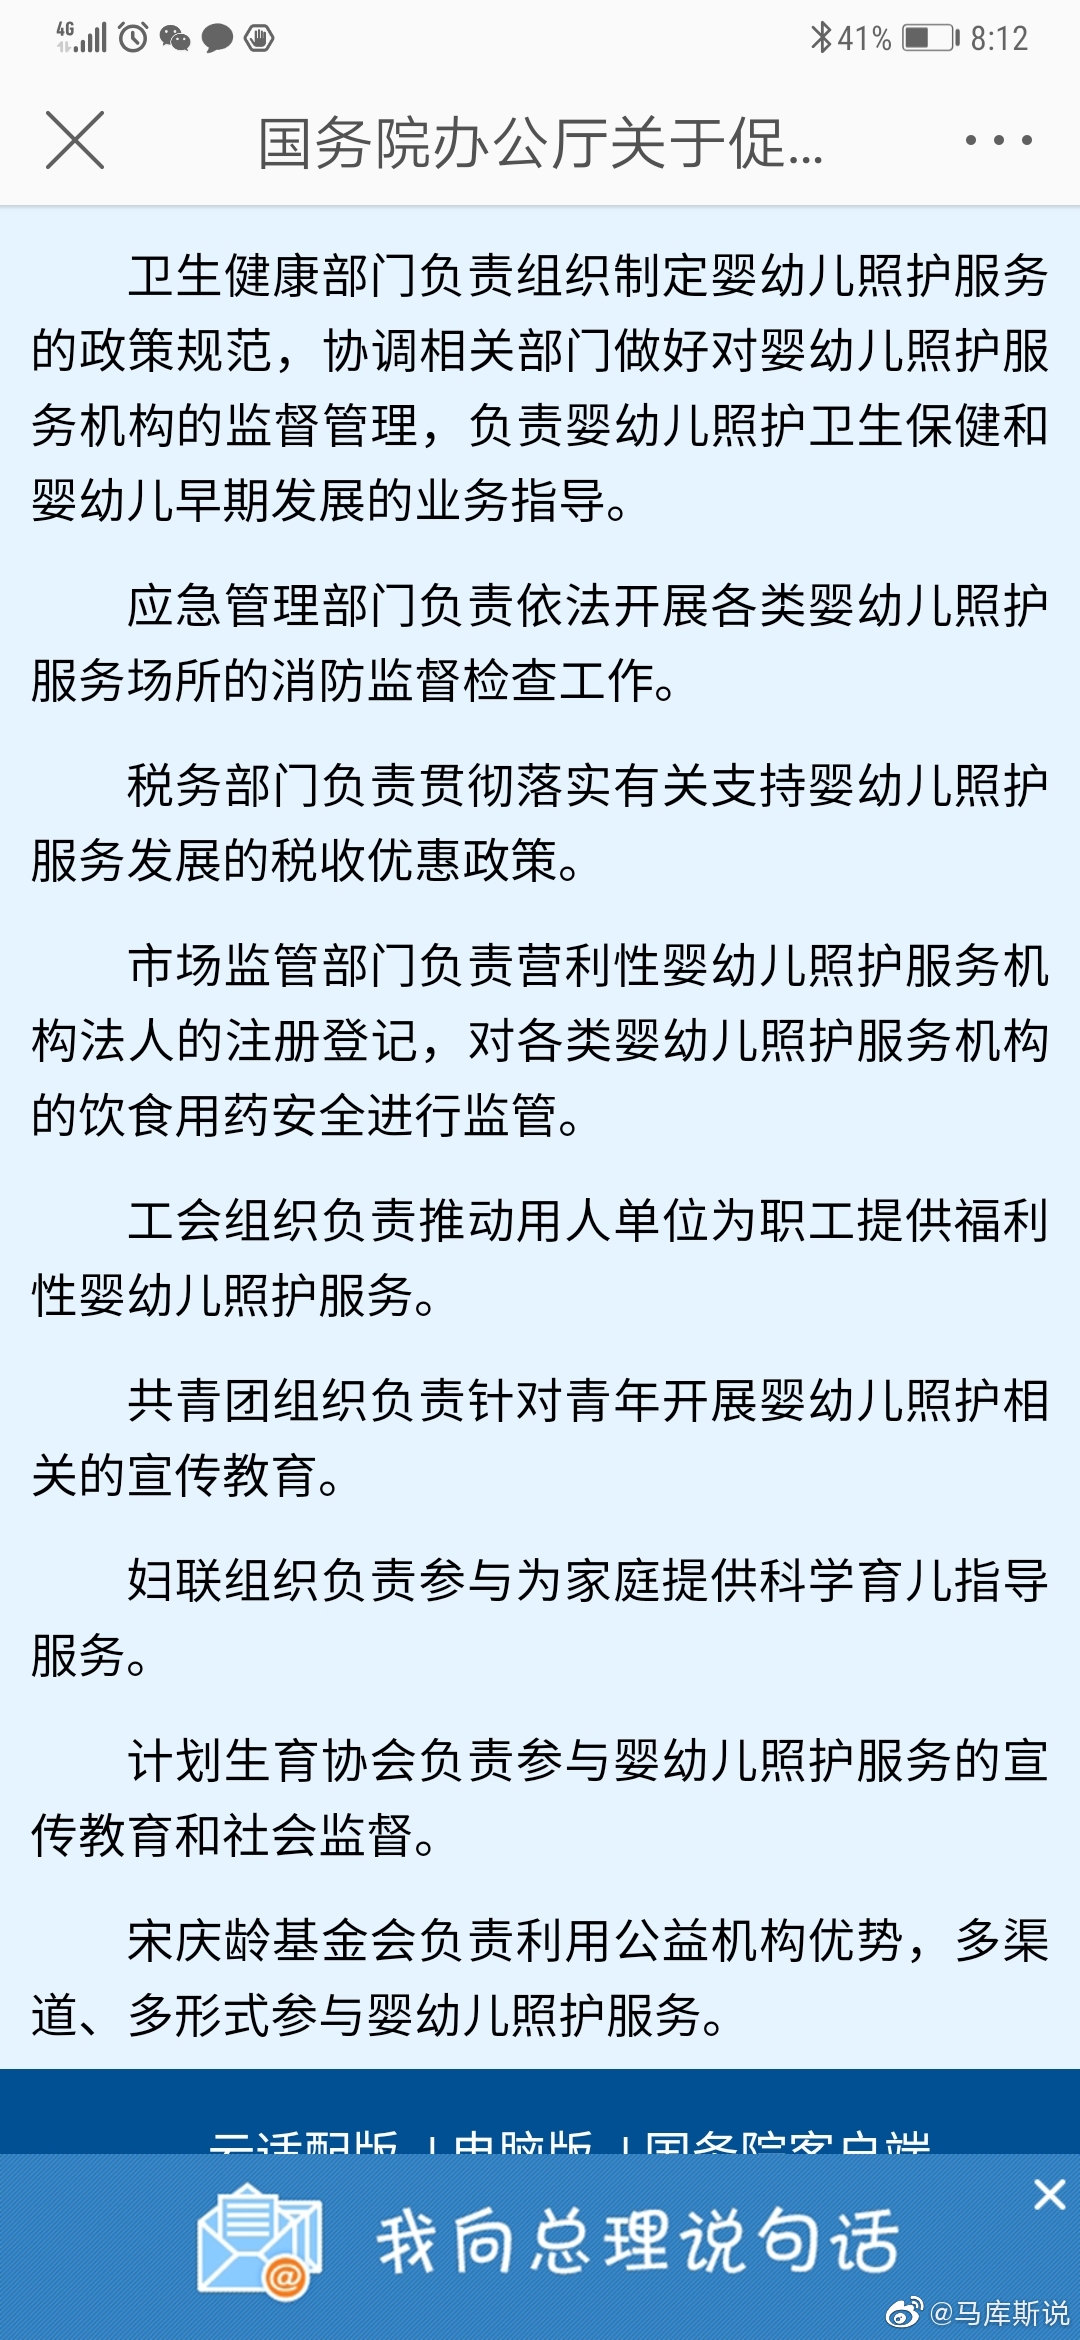 4G
41%
8:12
国务院办公厅关于促...
卫生健康部门负责组织制定婴幼儿照护服务
的政策规范，协调相关部门做好对婴幼儿照护服
务机构的监督管理，负责婴幼儿照护卫生保健和
婴幼儿早期发展的业务指导。
应急管理部门负责依法开展各类婴幼儿照护
服务场所的消防监督检查工作。
税务部门负责贯彻落实有关支持婴幼儿照护
服务发展的税收优惠政策。
市场监管部门负责营利性婴幼儿照护服务机
构法人的注册登记，对各类婴幼儿照护服务机构
的饮食用药安全进行监管。
工会组织负责推动用人单位为职工提供福利
性婴幼儿照护服务。
共青团组织负责针对青年开展婴幼儿照护相
关的宣传教育。
妇联组织负责参与为家庭提供科学育儿指导
服务。
计划生育协会负责参与婴幼儿照护服务的宣
传教育和社会监督。
宋庆龄基金会负责利用公益机构优势，多渠
道、多形式参与婴幼儿照护服务。
云适配版 | 电脑版 | 国务院客户端
我向总理说句话
@马库斯说